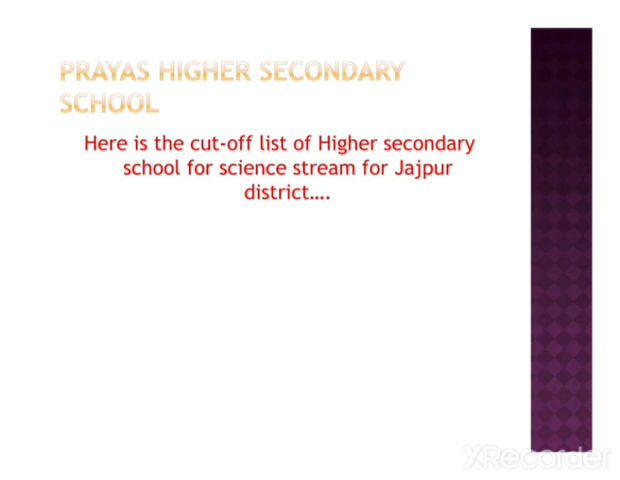 PRAYAS HIGHER SECONDARY
SCHOOL
Here is the cut-off list of Higher secondary
school for science stream for Jajpur
district....
XRecorder